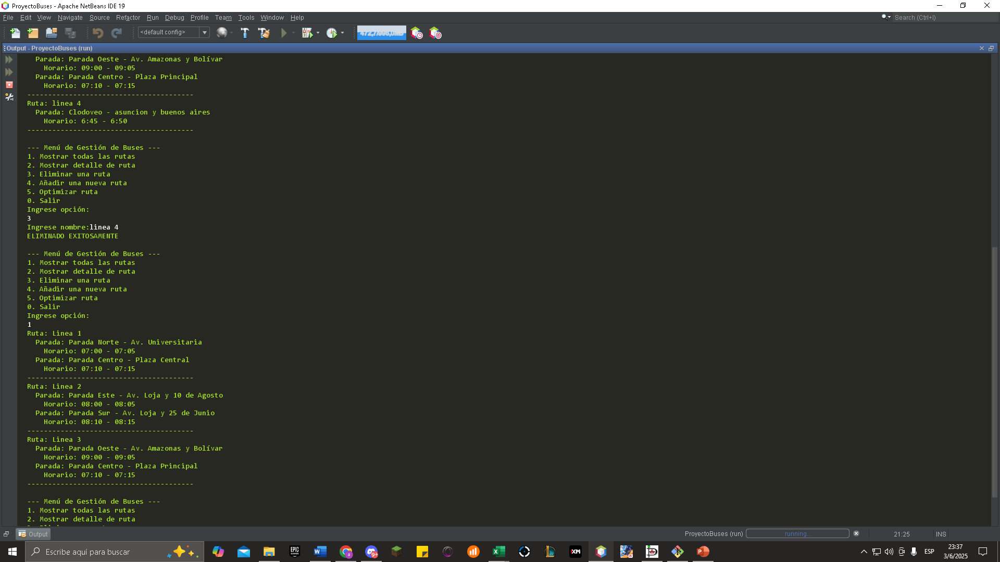 ProyectoBuses - Apache NetBeans IDE 19
File Edit View Navigate Source Refactor Run Debug Profile Team Tools Window Help
Search (Ctrl+I)
<default config>
Output - ProyectoBuses (run)
Parada: Parada Oeste - Av. Amazonas y Bolívar
Horario: 09:00 - 09:05
Parada: Parada Centro - Plaza Principal
Horario: 07:10 - 07:15
----------------------------------------
Ruta: linea 4
Parada: Clodoveo - asuncion y buenos aires
Horario: 6:45 - 6:50
----------------------------------------
--- Menú de Gestión de Buses ---
1. Mostrar todas las rutas
2. Mostrar detalle de ruta
3. Eliminar una ruta
4. Añadir una nueva ruta
5. Optimizar ruta
0. Salir
Ingrese opción:
3
Ingrese nombre:linea 4
ELIMINADO EXITOSAMENTE
--- Menú de Gestión de Buses ---
1. Mostrar todas las rutas
2. Mostrar detalle de ruta
3. Eliminar una ruta
4. Añadir una nueva ruta
5. Optimizar ruta
0. Salir
Ingrese opción:
1
Ruta: Linea 1
Parada: Parada Norte - Av. Universitaria
Horario: 07:00 - 07:05
Parada: Parada Centro - Plaza Central
Horario: 07:10 - 07:15
----------------------------------------
Ruta: Linea 2
Parada: Parada Este - Av. Loja y 10 de Agosto
Horario: 08:00 - 08:05
Parada: Parada Sur - Av. Loja y 25 de Junio
Horario: 08:10 - 08:15
----------------------------------------
Ruta: Linea 3
Parada: Parada Oeste - Av. Amazonas y Bolívar
Horario: 09:00 - 09:05
Parada: Parada Centro - Plaza Principal
Horario: 07:10 - 07:15
----------------------------------------
--- Menú de Gestión de Buses ---
1. Mostrar todas las rutas
2. Mostrar detalle de ruta
Output
ProyectoBuses (run) running... 21:25 INS
Escribe aquí para buscar
EPIC GAMES
9+
XM
ESP
23:37
3/6/2025